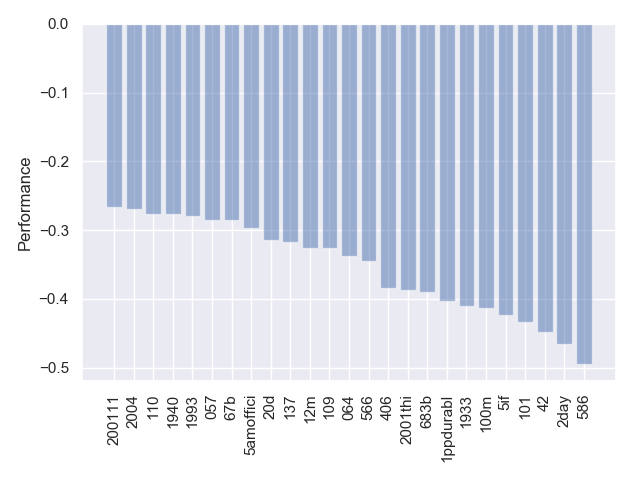 0.0
−0.1
−0.2
−0.3
−0.4
−0.5
Performance
200111
2004
110
1940
1993
057
67b
5amoffici
20d
137
12m
109
064
566
406
2001thi
683b
1ppdurabl
1933
100m
5if
101
42
2day
586